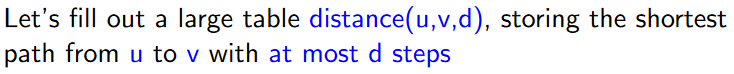 Let's fill out a large table distance(u,v,d), storing the shortest
path from u to v with at most d steps